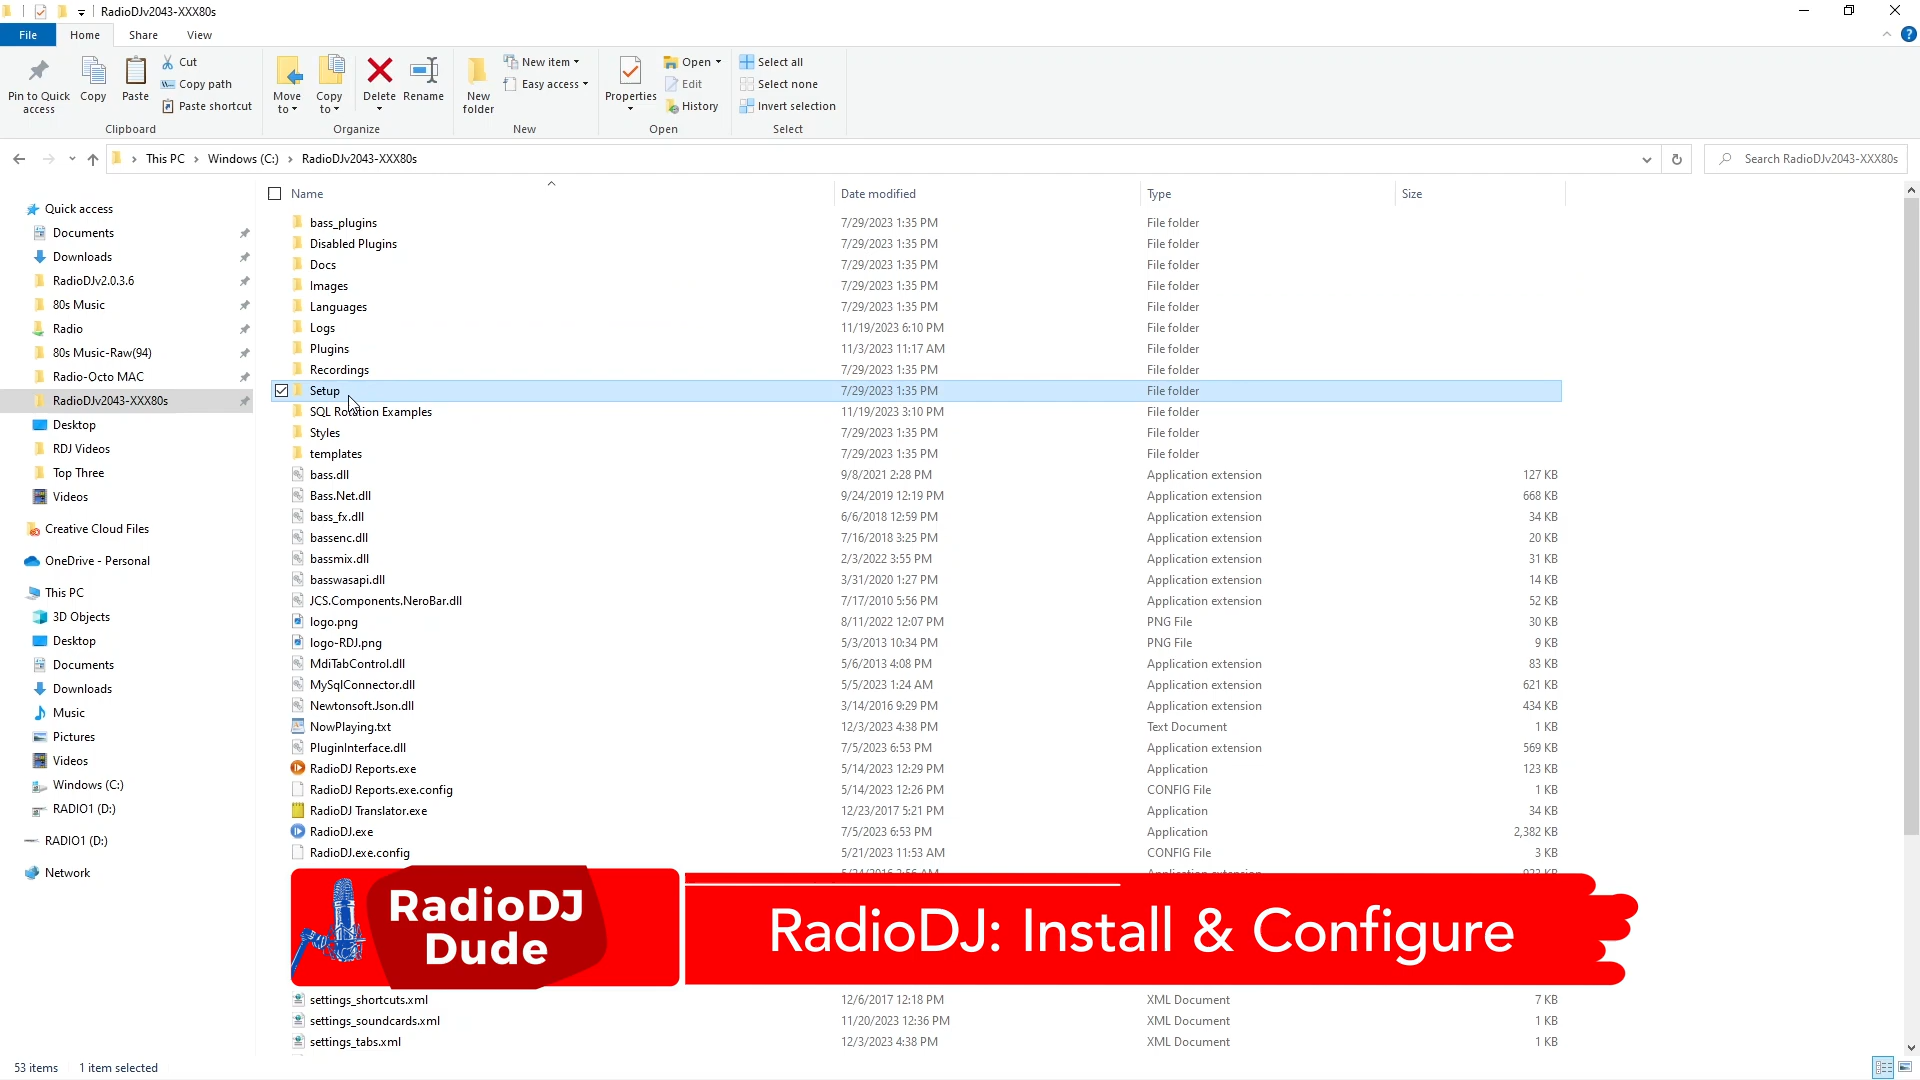 RadioDJv2043-XXX80s
File
Home
Share
View
Pin to Quick access
Copy
Paste
Cut
Copy path
Paste shortcut
Clipboard
Move to
Copy to
Delete
Rename
Organize
New folder
New item
Easy access
New
Properties
Open
Edit
History
Open
Select all
Select none
Invert selection
Select
This PC > Windows (C:) > RadioDJv2043-XXX80s
Search RadioDJv2043-XXX80s
Quick access
Documents
Downloads
RadioDJv2.0.3.6
80s Music
Radio
80s Music-Raw(94)
Radio-Octo MAC
RadioDJv2043-XXX80s
Desktop
RDJ Videos
Top Three
Videos
Creative Cloud Files
OneDrive - Personal
This PC
3D Objects
Desktop
Documents
Downloads
Music
Pictures
Videos
Windows (C:)
RADIO1 (D:)
RADIO1 (D:)
Network
Name Date modified Type Size
bass_plugins 7/29/2023 1:35 PM File folder
Disabled Plugins 7/29/2023 1:35 PM File folder
Docs 7/29/2023 1:35 PM File folder
Images 7/29/2023 1:35 PM File folder
Languages 7/29/2023 1:35 PM File folder
Logs 11/19/2023 6:10 PM File folder
Plugins 11/3/2023 11:17 AM File folder
Recordings 7/29/2023 1:35 PM File folder
Setup 7/29/2023 1:35 PM File folder
SQL Rotation Examples 11/19/2023 3:10 PM File folder
Styles 7/29/2023 1:35 PM File folder
templates 7/29/2023 1:35 PM File folder
bass.dll 9/8/2021 2:28 PM Application extension 127 KB
Bass.Net.dll 9/24/2019 12:19 PM Application extension 668 KB
bass_fx.dll 6/6/2018 12:59 PM Application extension 34 KB
bassenc.dll 7/16/2018 3:25 PM Application extension 20 KB
bassmix.dll 2/3/2022 3:55 PM Application extension 31 KB
basswasapi.dll 3/31/2020 1:27 PM Application extension 14 KB
JCS.Components.NeroBar.dll 7/17/2010 5:56 PM Application extension 52 KB
logo.png 8/11/2022 12:07 PM PNG File 30 KB
logo-RDJ.png 5/3/2013 10:34 PM PNG File 9 KB
MdiTabControl.dll 5/6/2013 4:08 PM Application extension 83 KB
MySqlConnector.dll 5/5/2023 1:24 AM Application extension 621 KB
Newtonsoft.Json.dll 3/14/2016 9:29 PM Application extension 434 KB
NowPlaying.txt 12/3/2023 4:38 PM Text Document 1 KB
PluginInterface.dll 7/5/2023 6:53 PM Application extension 569 KB
RadioDJ Reports.exe 5/14/2023 12:29 PM Application 123 KB
RadioDJ Reports.exe.config 5/14/2023 12:26 PM CONFIG File 1 KB
RadioDJ Translator.exe 12/23/2017 5:21 PM Application 34 KB
RadioDJ.exe 7/5/2023 6:53 PM Application 2,382 KB
RadioDJ.exe.config 5/21/2023 11:53 AM CONFIG File 3 KB
RadioDJ
Dude
RadioDJ: Install & Configure
settings_shortcuts.xml 12/6/2017 12:18 PM XML Document 7 KB
settings_soundcards.xml 11/20/2023 12:36 PM XML Document 1 KB
settings_tabs.xml 12/3/2023 4:38 PM XML Document 1 KB
53 items 1 item selected